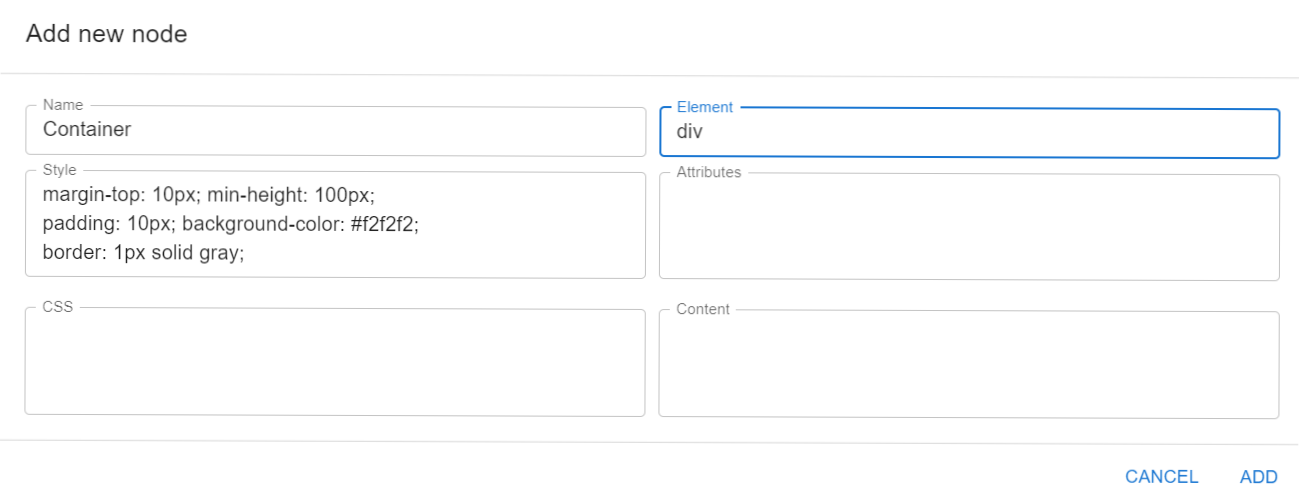 Add new node
Name
Container
Element
div
Style
margin-top: 10px; min-height: 100px;
padding: 10px; background-color: #f2f2f2;
border: 1px solid gray;
Attributes
CSS
Content
CANCEL
ADD